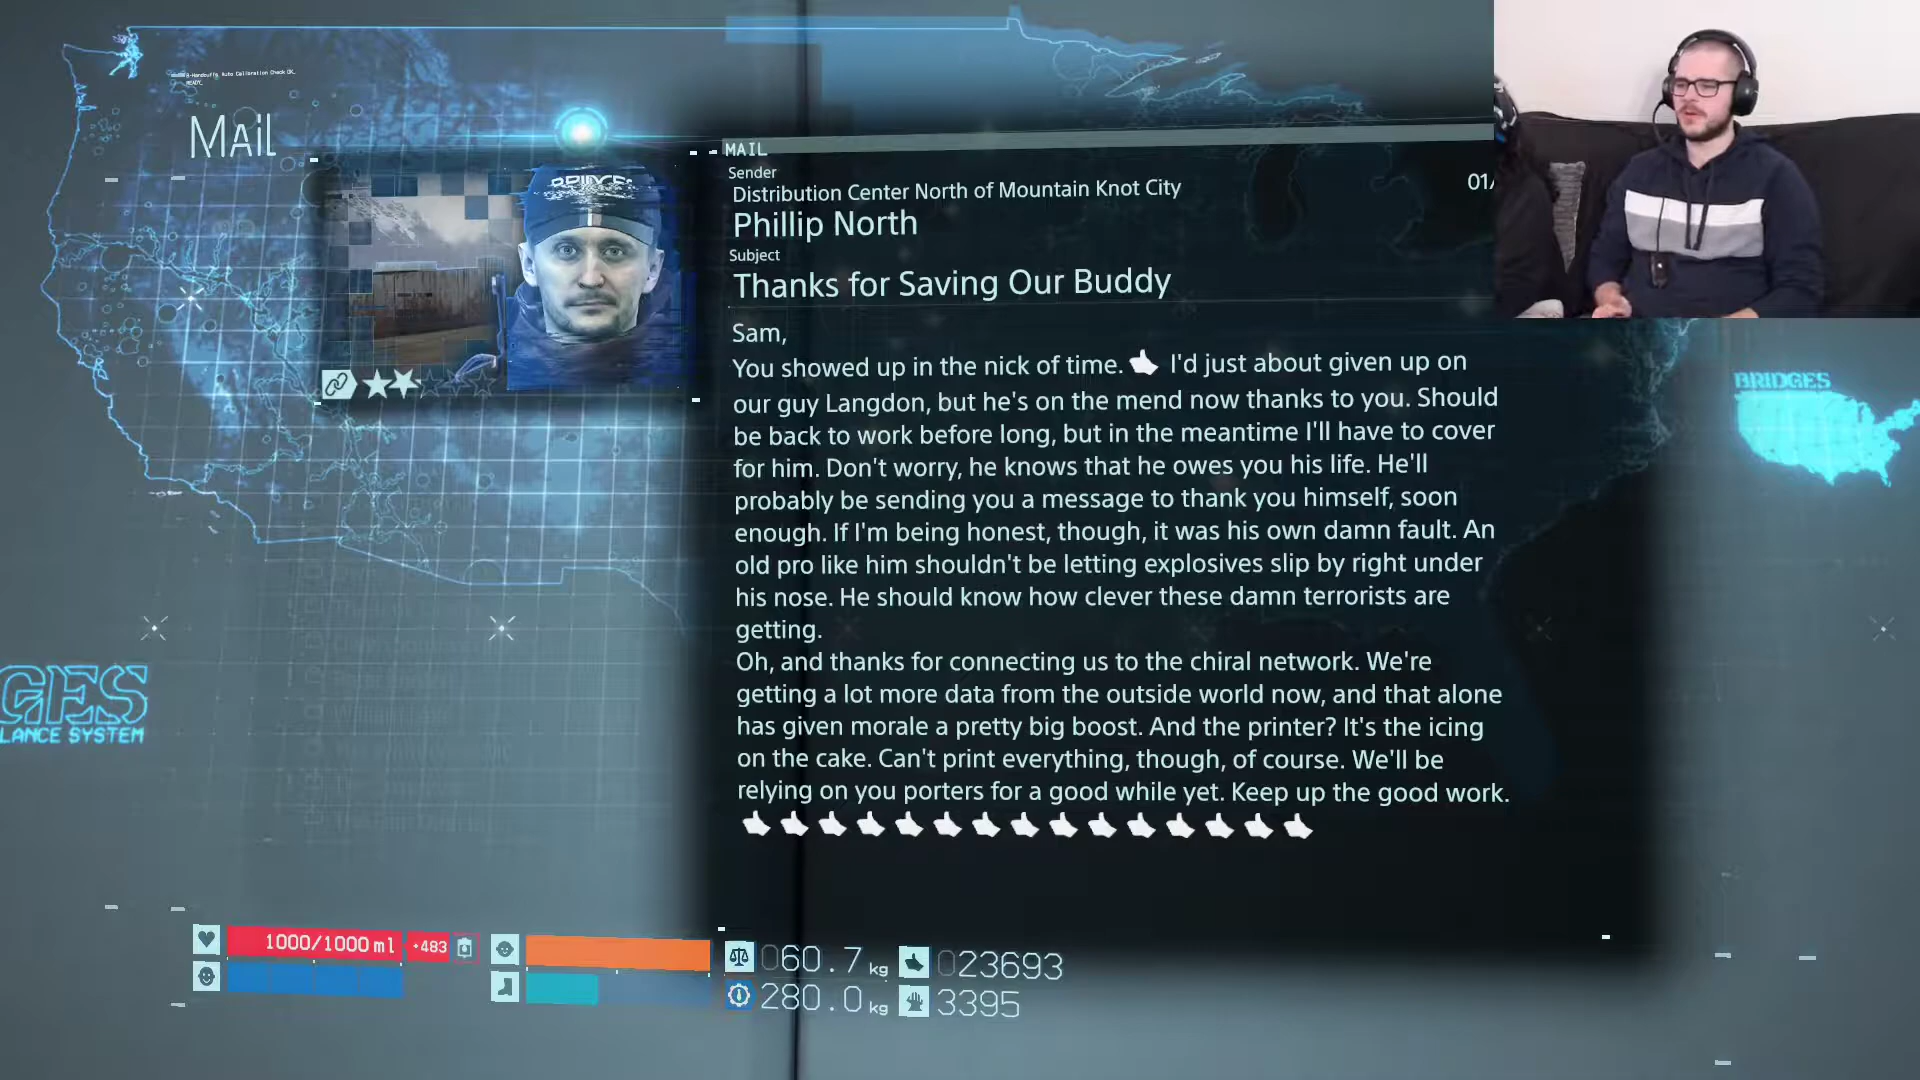 B-Handcuffs Auto Calibration Check OK.
READY.
MAIL
BRIDGES
MAIL
Sender
Distribution Center North of Mountain Knot City
01/
Phillip North
Subject
Thanks for Saving Our Buddy
Sam,
You showed up in the nick of time. I'd just about given up on
our guy Langdon, but he's on the mend now thanks to you. Should
be back to work before long, but in the meantime I'll have to cover
for him. Don't worry, he knows that he owes you his life. He'll
probably be sending you a message to thank you himself, soon
enough. If I'm being honest, though, it was his own damn fault. An
old pro like him shouldn't be letting explosives slip by right under
his nose. He should know how clever these damn terrorists are
getting.
Oh, and thanks for connecting us to the chiral network. We're
getting a lot more data from the outside world now, and that alone
has given morale a pretty big boost. And the printer? It's the icing
on the cake. Can't print everything, though, of course. We'll be
relying on you porters for a good while yet. Keep up the good work.
BRIDGES
GES
LANCE SYSTEM
1000/1000 ml +483
060.7 kg 023693
280.0 kg 3395